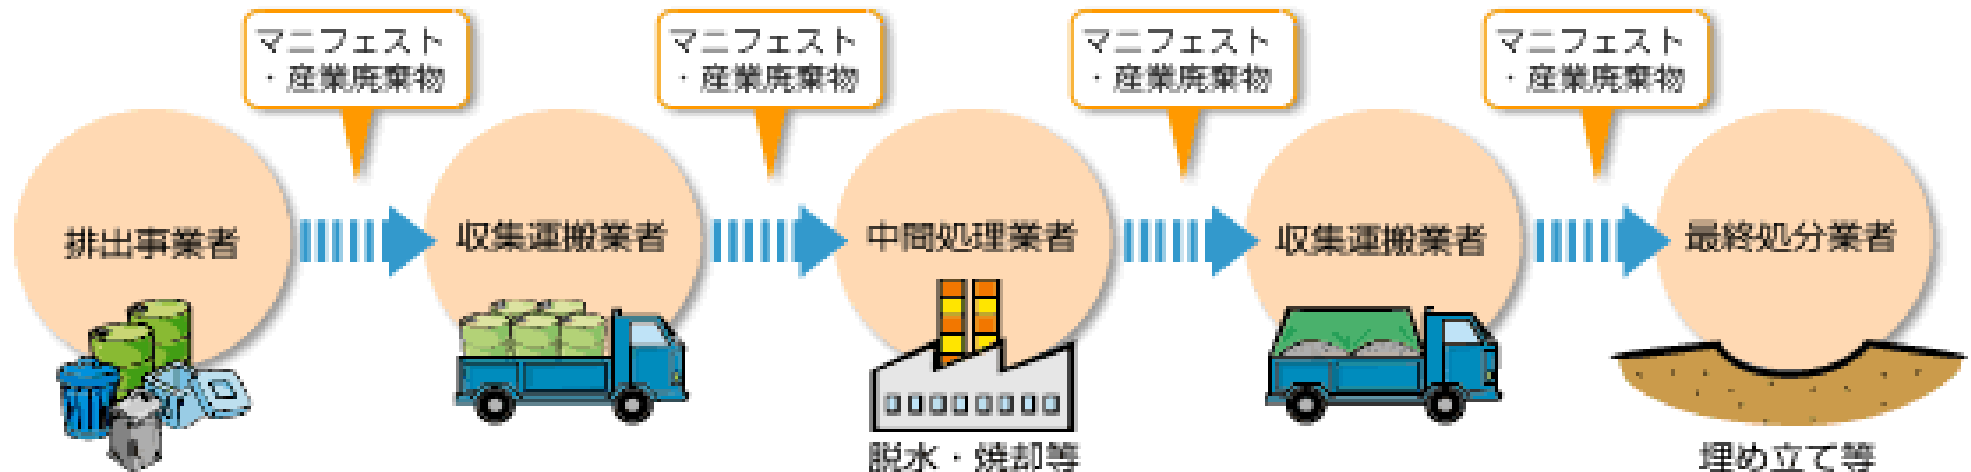 マニフェスト
・産業廃棄物
マニフェスト
・産業廃棄物
マニフェスト
・産業廃棄物
マニフェスト
・産業廃棄物
排出事業者
収集運搬業者
中間処理業者
収集運搬業者
最終処分業者
脱水・焼却等
埋め立て等